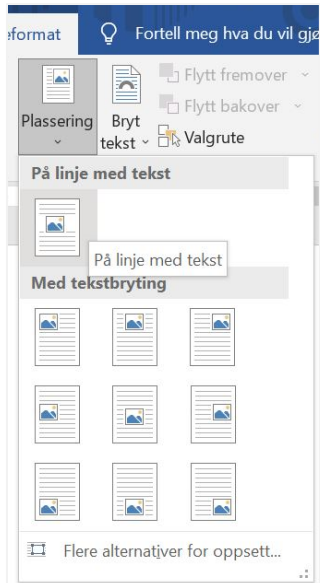 eformat Fortell meg hva du vil gjø
Plassering
Bryt
tekst
Flytt fremover
Flytt bakover
Valgrute
På linje med tekst
På linje med tekst
Med tekstbryting
Flere alternativer for oppsett...